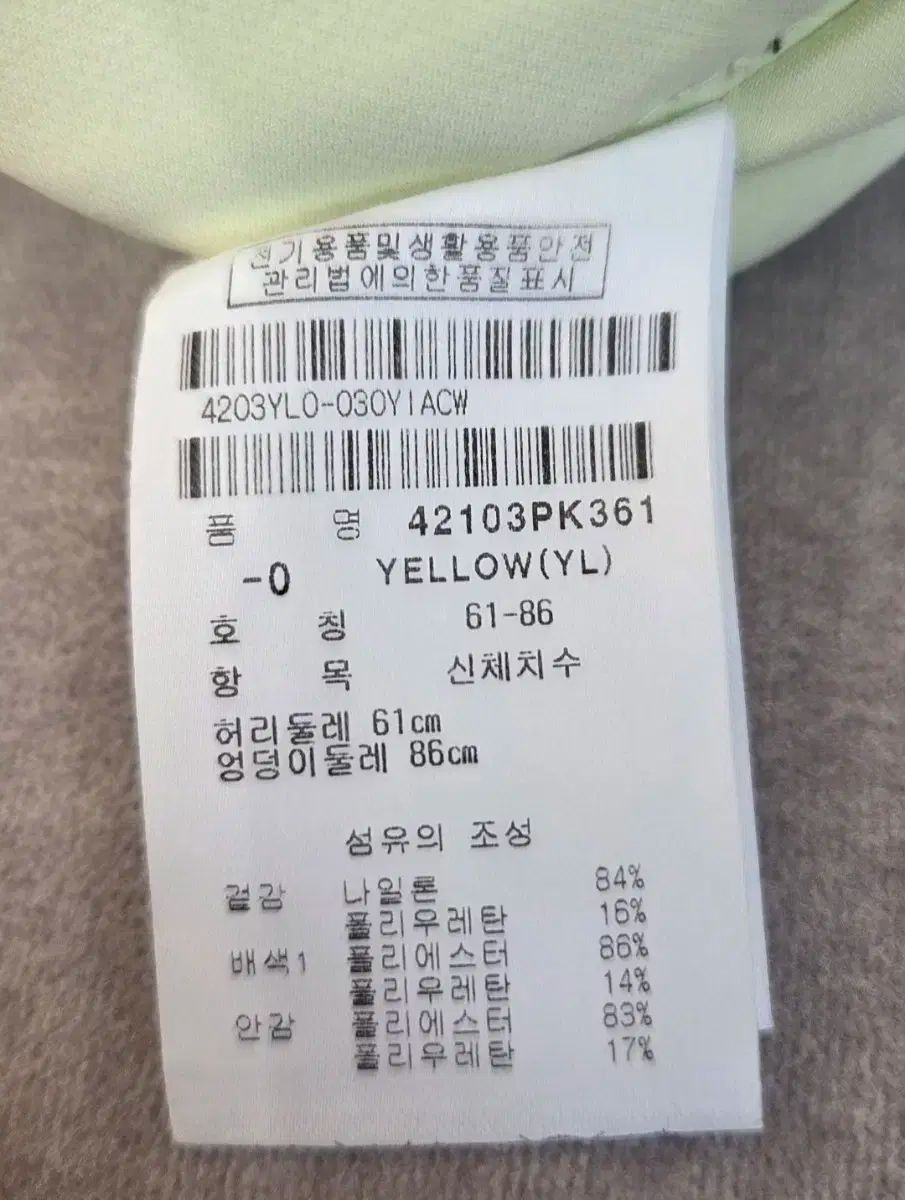 전기용품및생활용품안전
관리법에의한품질표시
4203YL0-030YIACW
품 명 42103PK361
-0 YELLOW(YL)
호 칭 61-86
항 목 신체치수
허리둘레 61cm
엉덩이둘레 86cm
섬유의 조성
겉감 나일론 84%
폴리우레탄 16%
배색1 폴리에스터 86%
폴리우레탄 14%
안감 폴리에스터 83%
폴리우레탄 17%